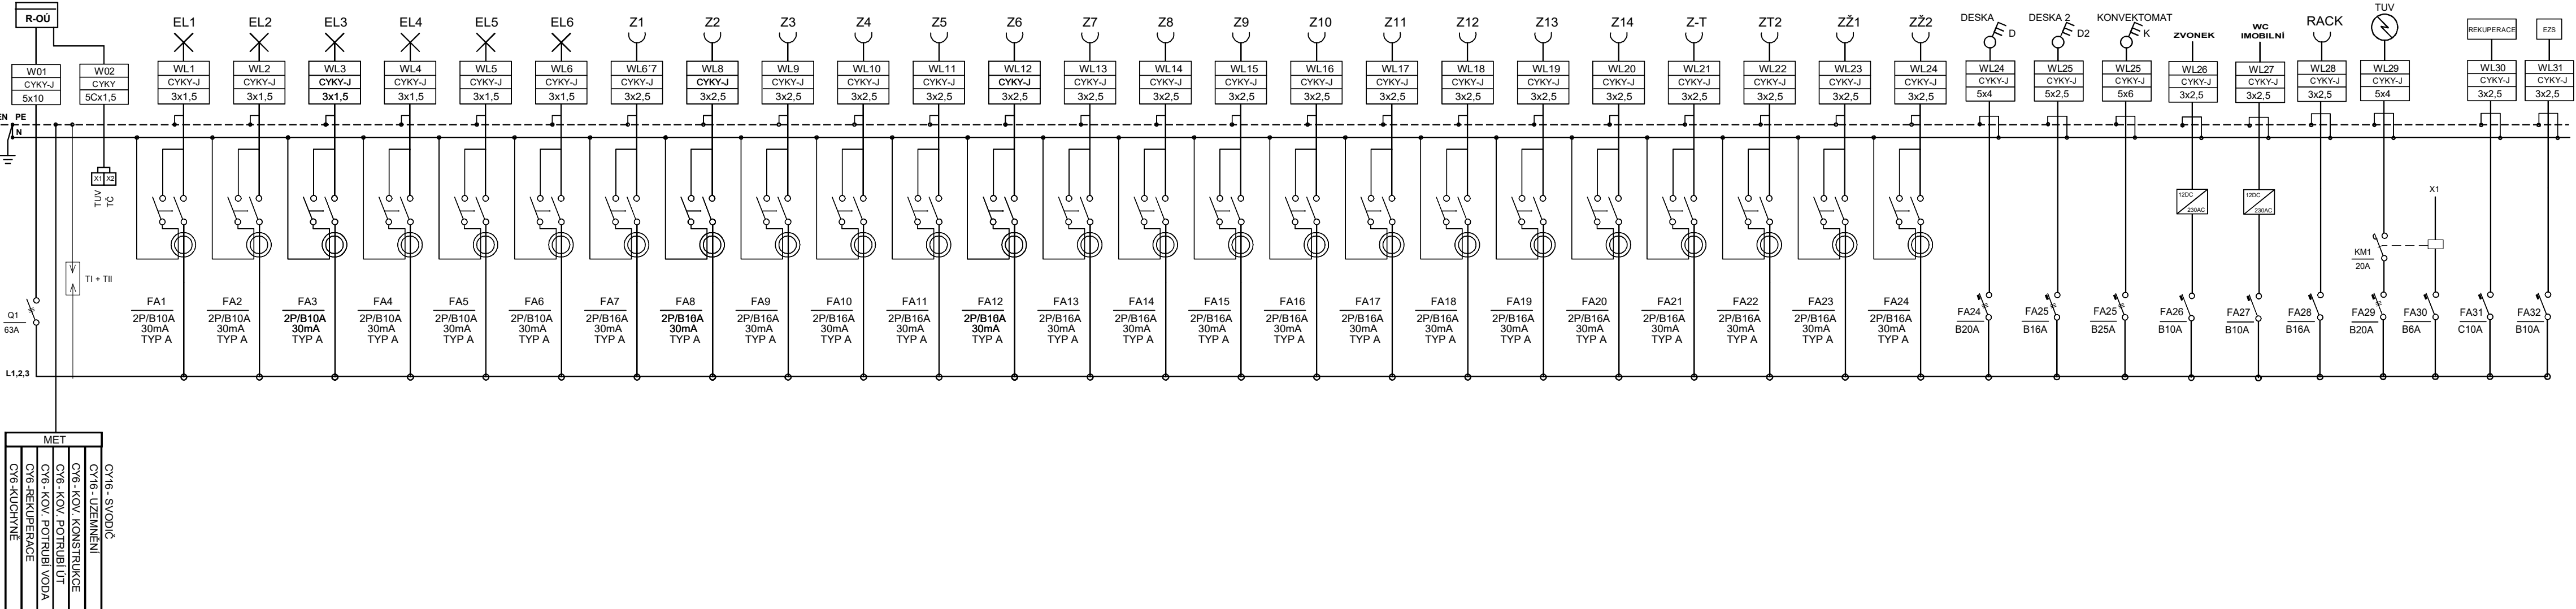 R-OÚ
EL1 EL2 EL3 EL4 EL5 EL6 Z1 Z2 Z3 Z4 Z5 Z6 Z7 Z8 Z9 Z10 Z11 Z12 Z13 Z14 Z-T ZT2 ZŽ1 ZŽ2 DESKA DESKA 2 KONVEKTOMAT ZVONEK WC RACK TUV REKUPERACE EZS
D D2 K IMOBILNÍ
W01 W02 WL1 WL2 WL3 WL4 WL5 WL6 WL6´7 WL8 WL9 WL10 WL11 WL12 WL13 WL14 WL15 WL16 WL17 WL18 WL19 WL20 WL21 WL22 WL23 WL24 WL24 WL25 WL25 WL26 WL27 WL28 WL29 WL30 WL31
CYKY-J CYKY CYKY-J CYKY-J CYKY-J CYKY-J CYKY-J CYKY-J CYKY-J CYKY-J CYKY-J CYKY-J CYKY-J CYKY-J CYKY-J CYKY-J CYKY-J CYKY-J CYKY-J CYKY-J CYKY-J CYKY-J CYKY-J CYKY-J CYKY-J CYKY-J CYKY-J CYKY-J CYKY-J CYKY-J CYKY-J CYKY-J CYKY-J CYKY-J CYKY-J
5x10 5Cx1,5 3x1,5 3x1,5 3x1,5 3x1,5 3x1,5 3x1,5 3x2,5 3x2,5 3x2,5 3x2,5 3x2,5 3x2,5 3x2,5 3x2,5 3x2,5 3x2,5 3x2,5 3x2,5 3x2,5 3x2,5 3x2,5 3x2,5 3x2,5 3x2,5 5x4 5x2,5 5x6 3x2,5 3x2,5 3x2,5 5x4 3x2,5 3x2,5
EN PE
N
X1 X2
TUV
TČ
12DC 12DC X1
230AC 230AC
KM1
20A
TI + TII
Q1
63A
FA1 FA2 FA3 FA4 FA5 FA6 FA7 FA8 FA9 FA10 FA11 FA12 FA13 FA14 FA15 FA16 FA17 FA18 FA19 FA20 FA21 FA22 FA23 FA24 FA24 FA25 FA25 FA26 FA27 FA28 FA29 FA30 FA31 FA32
2P/B10A 2P/B10A 2P/B10A 2P/B10A 2P/B10A 2P/B10A 2P/B16A 2P/B16A 2P/B16A 2P/B16A 2P/B16A 2P/B16A 2P/B16A 2P/B16A 2P/B16A 2P/B16A 2P/B16A 2P/B16A 2P/B16A 2P/B16A 2P/B16A 2P/B16A 2P/B16A 2P/B16A
30mA 30mA 30mA 30mA 30mA 30mA 30mA 30mA 30mA 30mA 30mA 30mA 30mA 30mA 30mA 30mA 30mA 30mA 30mA 30mA 30mA 30mA 30mA 30mA B20A B16A B25A B10A B10A B16A B20A B6A C10A B10A
TYP A TYP A TYP A TYP A TYP A TYP A TYP A TYP A TYP A TYP A TYP A TYP A TYP A TYP A TYP A TYP A TYP A TYP A TYP A TYP A TYP A TYP A TYP A TYP A
L1,2,3
MET
CY6 -KUCHYNĚ
CY6 -REKUPERACE
CY6 - KOV. POTRUBÍ VODA
CY6 - KOV. POTRUBÍ ÚT
CY6 - KOV. KONSTRUKCE
CY16 - UZEMNĚNÍ
CY16 - SVODIČ